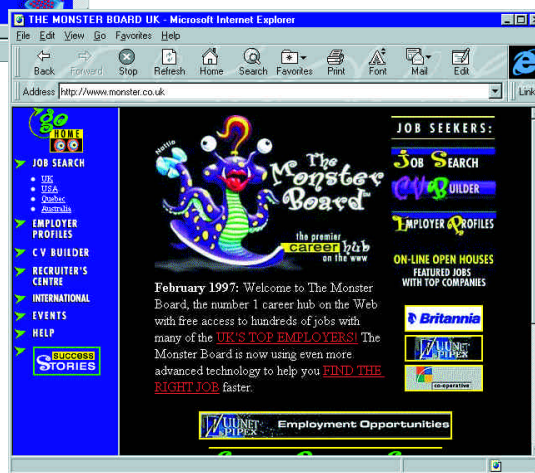 THE MONSTER BOARD UK - Microsoft Internet Explorer
File Edit View Go Favorites Help
Back Forward Stop Refresh Home Search Favorites Print Font Mail Edit
Address http://www.monster.co.uk Link
go
HOME
JOB SEARCH
UK
USA
Quebec
Australia
EMPLOYER
PROFILES
CV BUILDER
RECRUITER'S
CENTRE
INTERNATIONAL
EVENTS
HELP
SUCCESS
STORIES
Nettie
The
Monster
Board
the premier
career hub
on the www
February 1997: Welcome to The Monster
Board, the number 1 career hub on the Web
with free access to hundreds of jobs with
many of the UK'S TOP EMPLOYERS! The
Monster Board is now using even more
advanced technology to help you FIND THE
RIGHT JOB faster.
JOB SEEKERS:
JOB SEARCH
CV BUILDER
EMPLOYER PROFILES
ON-LINE OPEN HOUSES
FEATURED JOBS
WITH TOP COMPANIES
Britannia
UUNET
PIPEX
co-operative
UUNET
PIPEX Employment Opportunities